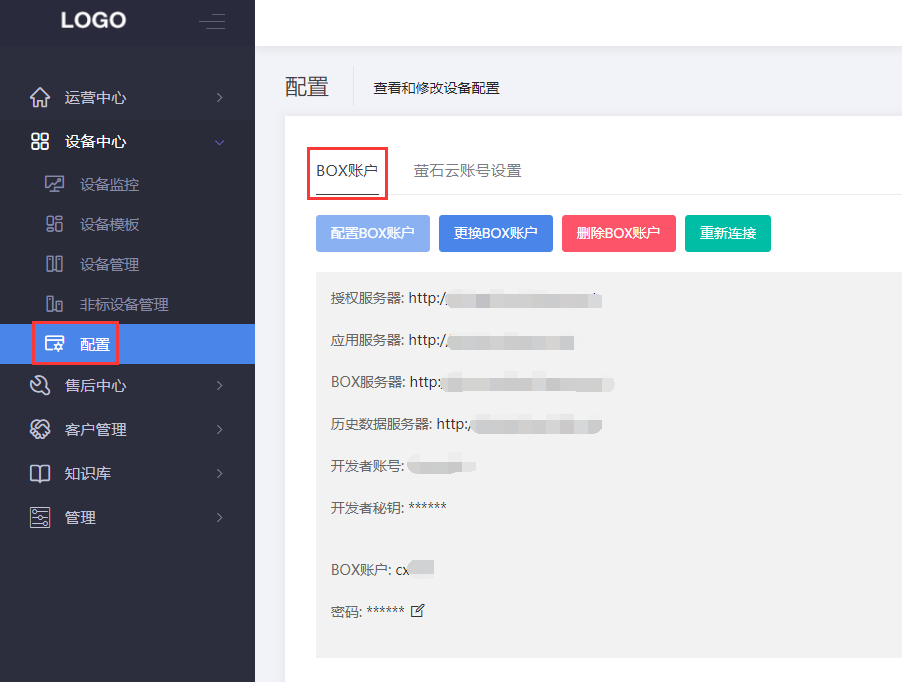 LOGO
运营中心
设备中心
设备监控
设备模板
设备管理
非标设备管理
配置
售后中心
客户管理
知识库
管理
配置 查看和修改设备配置
BOX账户 萤石云账号设置
配置BOX账户 更换BOX账户 删除BOX账户 重新连接
授权服务器: http:/
应用服务器: http://
BOX服务器: http:
历史数据服务器: http:/
开发者账号:
开发者秘钥: ******
BOX账户: cx
密码: ******